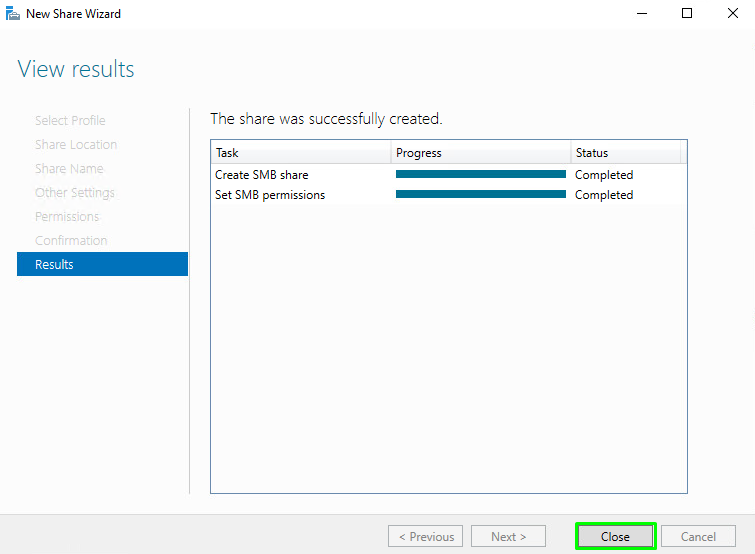 New Share Wizard
View results
Select Profile
Share Location
Share Name
Other Settings
Permissions
Confirmation
Results
The share was successfully created.
Task Progress Status
Create SMB share Completed
Set SMB permissions Completed
< Previous Next > Close Cancel